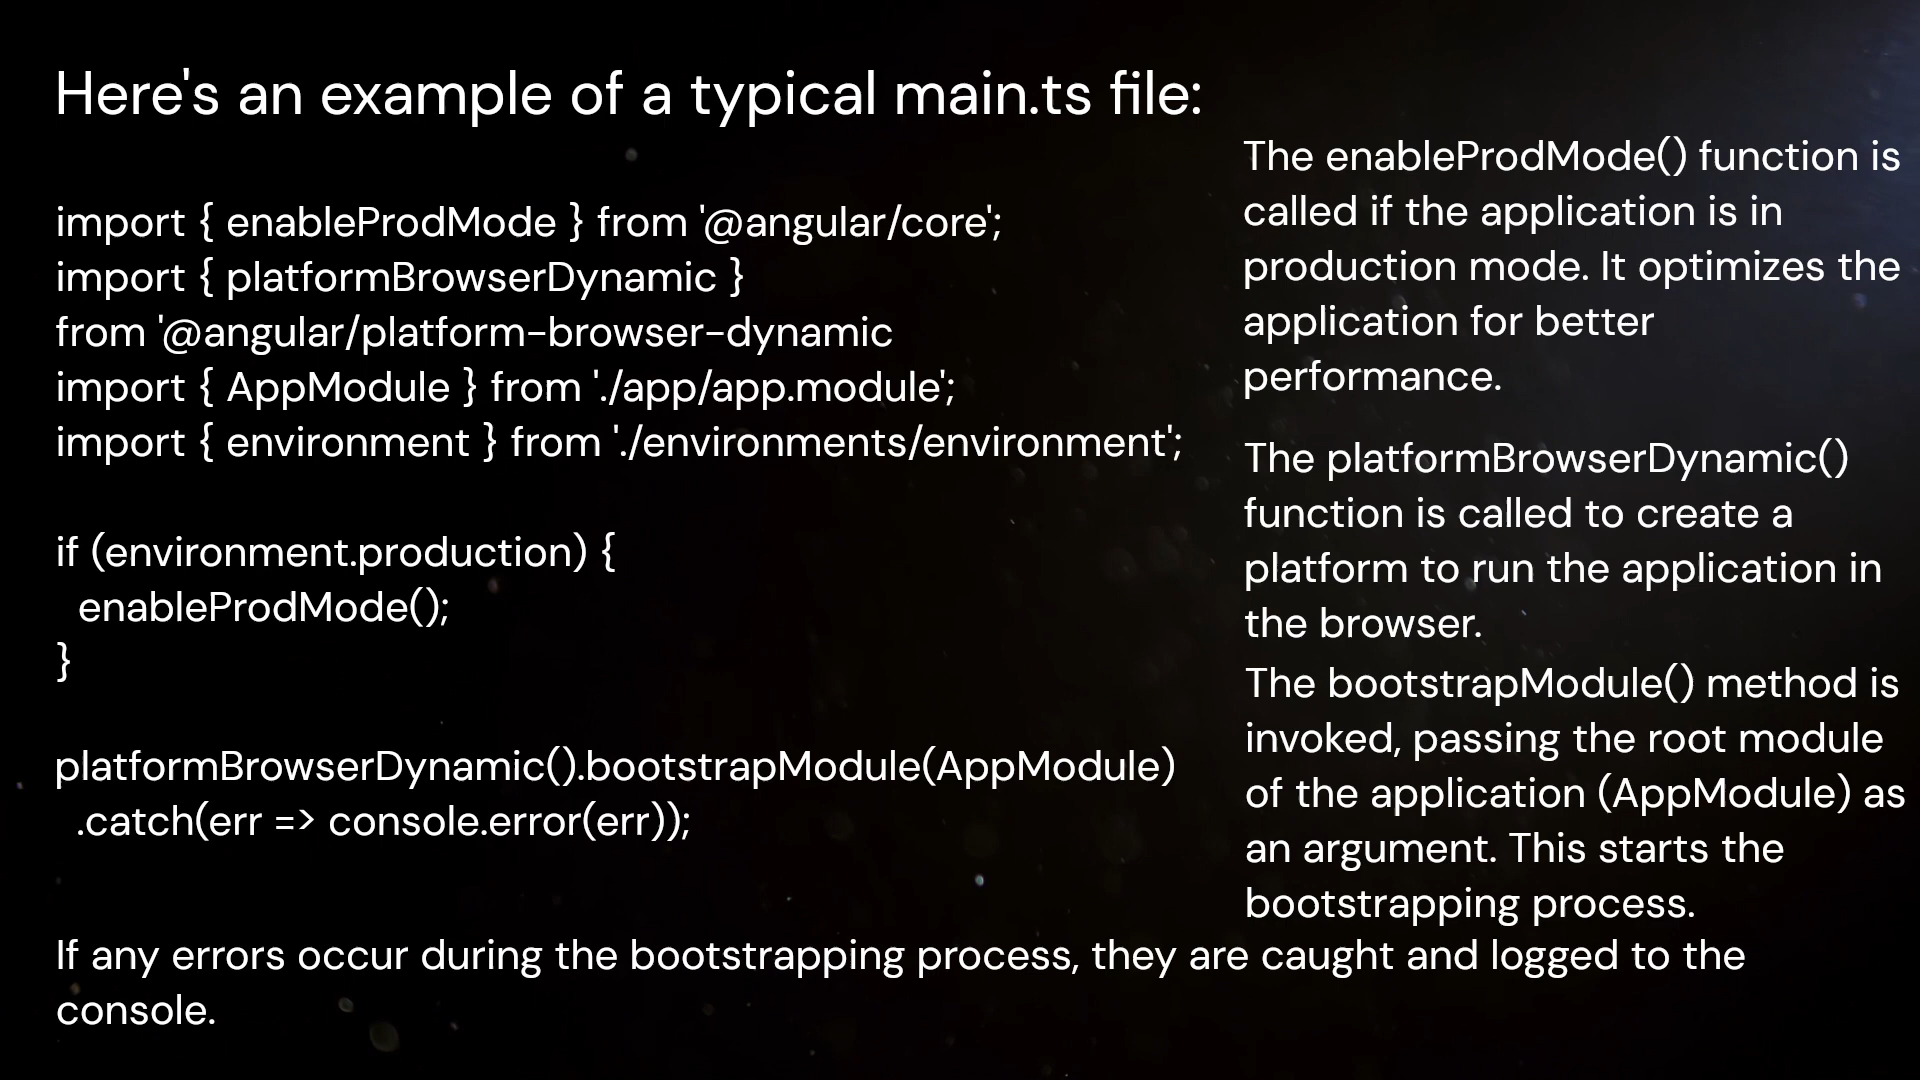 Here's an example of a typical main.ts file:
import { enableProdMode } from '@angular/core';
import { platformBrowserDynamic }
from '@angular/platform-browser-dynamic
import { AppModule } from './app/app.module';
import { environment } from './environments/environment';
if (environment.production) {
  enableProdMode();
}
platformBrowserDynamic().bootstrapModule(AppModule)
  .catch(err => console.error(err));
The enableProdMode() function is
called if the application is in
production mode. It optimizes the
application for better
performance.
The platformBrowserDynamic()
function is called to create a
platform to run the application in
the browser.
The bootstrapModule() method is
invoked, passing the root module
of the application (AppModule) as
an argument. This starts the
bootstrapping process.
If any errors occur during the bootstrapping process, they are caught and logged to the
console.